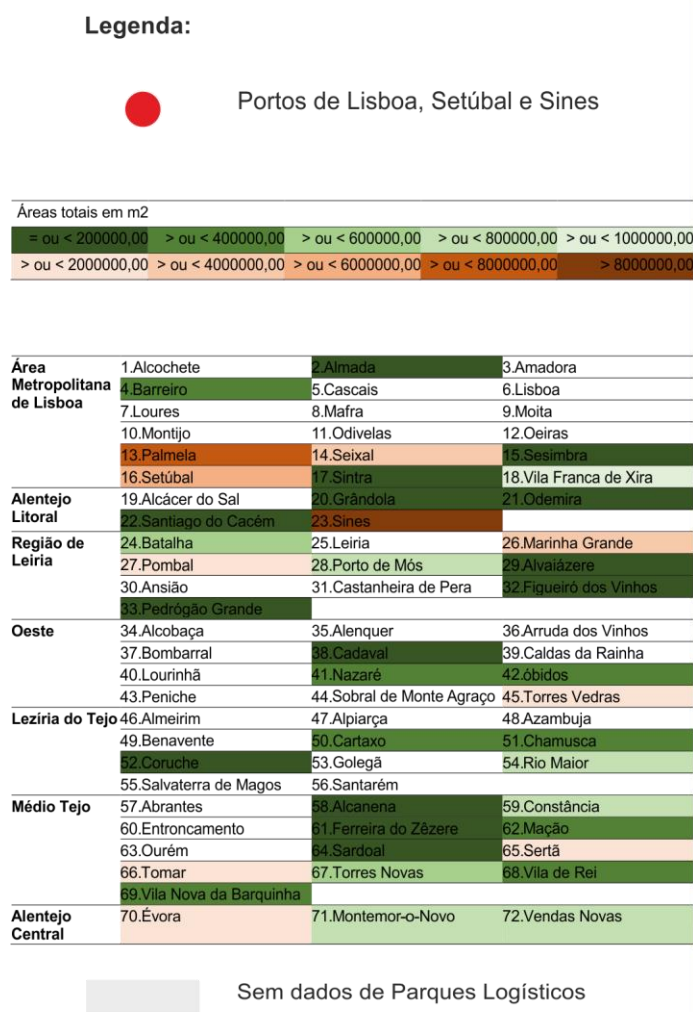 Legenda:
Portos de Lisboa, Setúbal e Sines
Áreas totais em m2
= ou < 200000,00 > ou < 400000,00 > ou < 600000,00 > ou < 800000,00 > ou < 1000000,00
> ou < 2000000,00 > ou < 4000000,00 > ou < 6000000,00 > ou < 8000000,00 > 8000000,00
Área 1.Alcochete 2.Almada 3.Amadora
Metropolitana 4.Barreiro 5.Cascais 6.Lisboa
de Lisboa 7.Loures 8.Mafra 9.Moita
10.Montijo 11.Odivelas 12.Oeiras
13.Palmela 14.Seixal 15.Sesimbra
16.Setúbal 17.Sintra 18.Vila Franca de Xira
Alentejo 19.Alcácer do Sal 20.Grândola 21.Odemira
Litoral 22.Santiago do Cacém 23.Sines
Região de 24.Batalha 25.Leiria 26.Marinha Grande
Leiria 27.Pombal 28.Porto de Mós 29.Alvaiázere
30.Ansião 31.Castanheira de Pera 32.Figueiró dos Vinhos
33.Pedrógão Grande
Oeste 34.Alcobaça 35.Alenquer 36.Arruda dos Vinhos
37.Bombarral 38.Cadaval 39.Caldas da Rainha
40.Lourinhã 41.Nazaré 42.óbidos
43.Peniche 44.Sobral de Monte Agraço 45.Torres Vedras
Lezíria do Tejo 46.Almeirim 47.Alpiarça 48.Azambuja
49.Benavente 50.Cartaxo 51.Chamusca
52.Coruche 53.Golegã 54.Rio Maior
55.Salvaterra de Magos 56.Santarém
Médio Tejo 57.Abrantes 58.Alcanena 59.Constância
60.Entroncamento 61.Ferreira do Zêzere 62.Mação
63.Ourém 64.Sardoal 65.Sertã
66.Tomar 67.Torres Novas 68.Vila de Rei
69.Vila Nova da Barquinha
Alentejo 70.Évora 71.Montemor-o-Novo 72.Vendas Novas
Central
Sem dados de Parques Logísticos